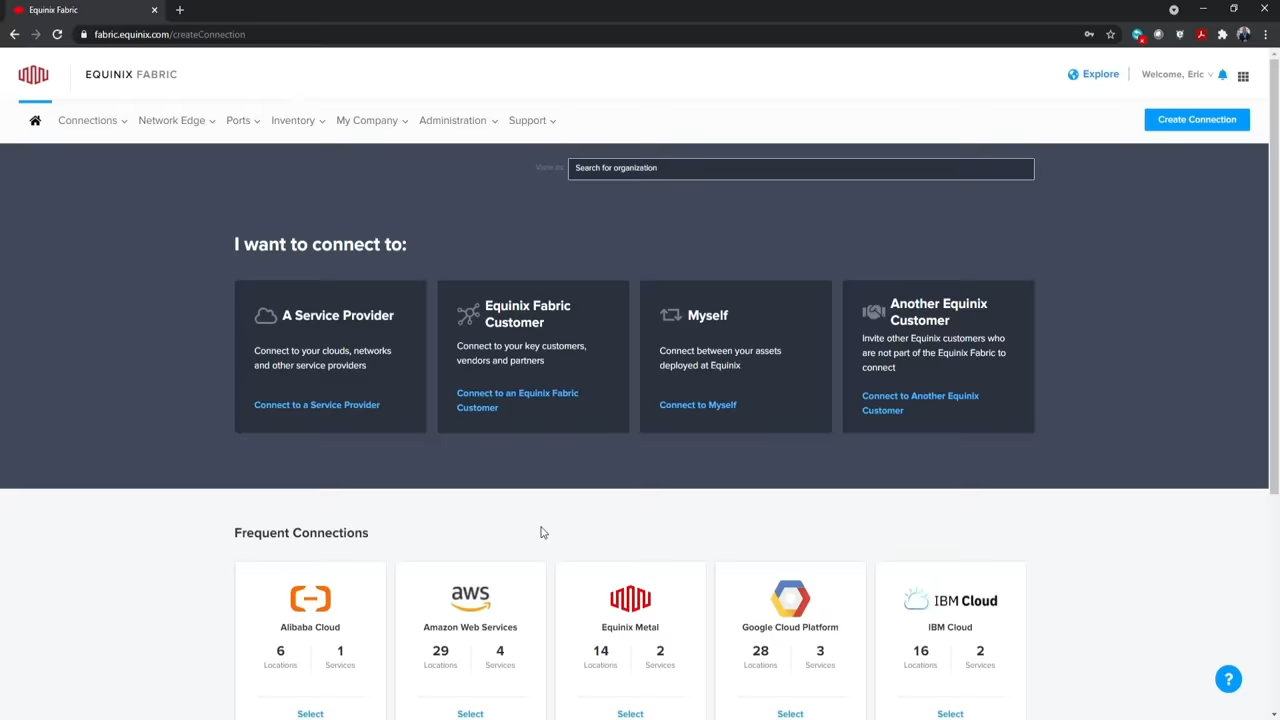 Equinix Fabric
fabric.equinix.com/createConnection
EQUINIX FABRIC
Explore
Welcome, Eric
Connections
Network Edge
Ports
Inventory
My Company
Administration
Support
Create Connection
View as
Search for organization
I want to connect to:
A Service Provider
Connect to your clouds, networks
and other service providers
Connect to a Service Provider
Equinix Fabric
Customer
Connect to your key customers,
vendors and partners
Connect to an Equinix Fabric
Customer
Myself
Connect between your assets
deployed at Equinix
Connect to Myself
Another Equinix
Customer
Invite other Equinix customers who
are not part of the Equinix Fabric to
connect
Connect to Another Equinix
Customer
Frequent Connections
Alibaba Cloud
6
Locations
1
Services
Select
aws
Amazon Web Services
29
Locations
4
Services
Select
Equinix Metal
14
Locations
2
Services
Select
Google Cloud Platform
28
Locations
3
Services
Select
IBM Cloud
IBM Cloud
16
Locations
2
Services
Select
?